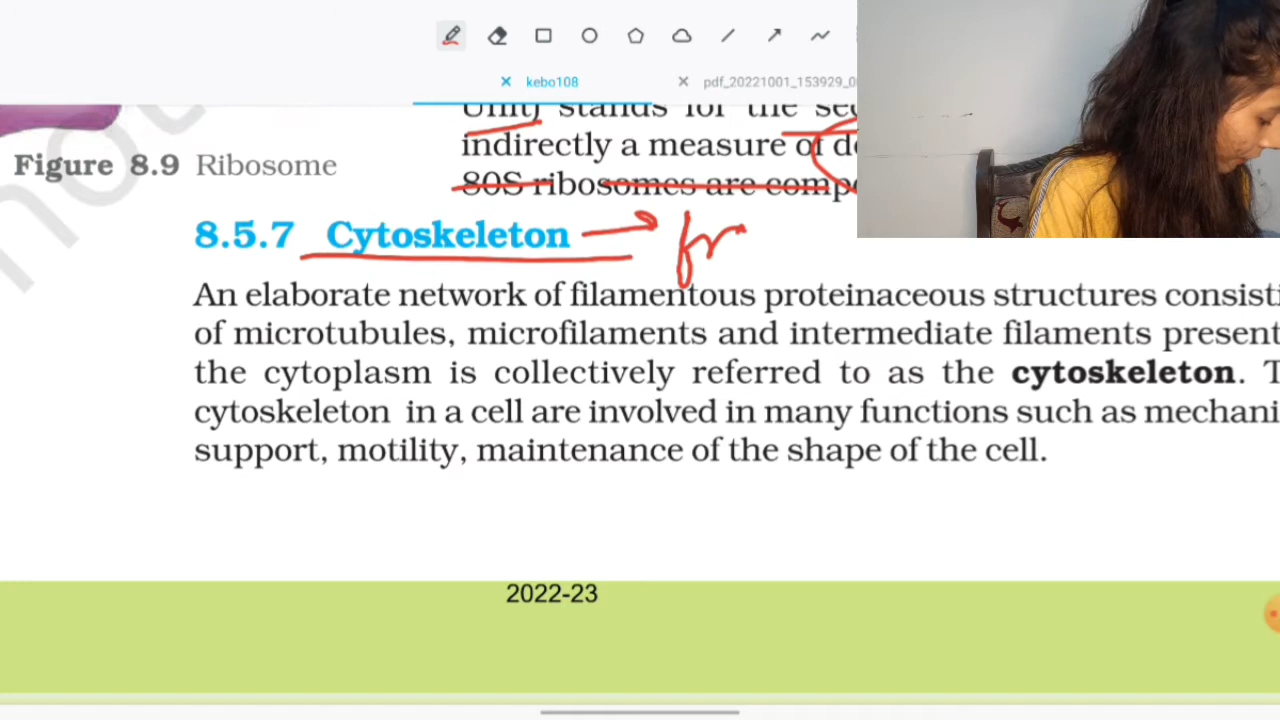 kebo108
pdf_20221001_153929_0
Unity stands for the se
indirectly a measure of de
Figure 8.9 Ribosome
80S ribosomes are comp
8.5.7 Cytoskeleton → fr
An elaborate network of filamentous proteinaceous structures consisti
of microtubules, microfilaments and intermediate filaments present
the cytoplasm is collectively referred to as the cytoskeleton. T
cytoskeleton in a cell are involved in many functions such as mechani
support, motility, maintenance of the shape of the cell.
2022-23